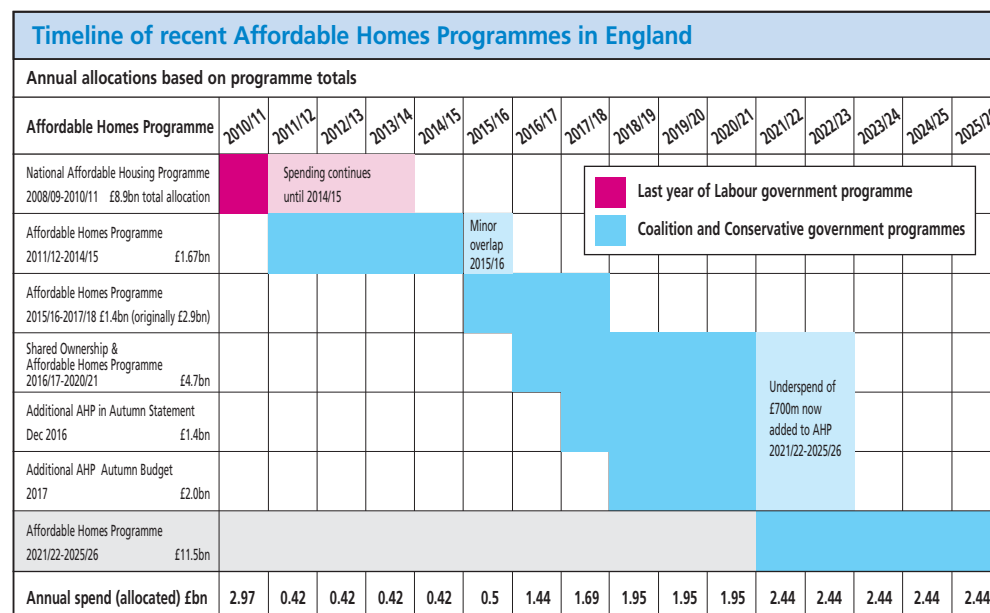 Timeline of recent Affordable Homes Programmes in England
Annual allocations based on programme totals
Affordable Homes Programme 2010/11 2011/12 2012/13 2013/14 2014/15 2015/16 2016/17 2017/18 2018/19 2019/20 2020/21 2021/22 2022/23 2023/24 2024/25
National Affordable Housing Programme
2008/09-2010/11 £8.9bn total allocation
Spending continues
until 2014/15
Last year of Labour government programme
Coalition and Conservative government programmes
Affordable Homes Programme
2011/12-2014/15 £1.67bn
Minor
overlap
2015/16
Affordable Homes Programme
2015/16-2017/18 £1.4bn (originally £2.9bn)
Shared Ownership &
Affordable Homes Programme
2016/17-2020/21 £4.7bn
Additional AHP in Autumn Statement
Dec 2016 £1.4bn
Additional AHP Autumn Budget
2017 £2.0bn
Underspend of
£700m now
added to AHP
2021/22-2025/26
Affordable Homes Programme
2021/22-2025/26 £11.5bn
Annual spend (allocated) £bn 2.97 0.42 0.42 0.42 0.42 0.5 1.44 1.69 1.95 1.95 1.95 2.44 2.44 2.44 2.44 2.44